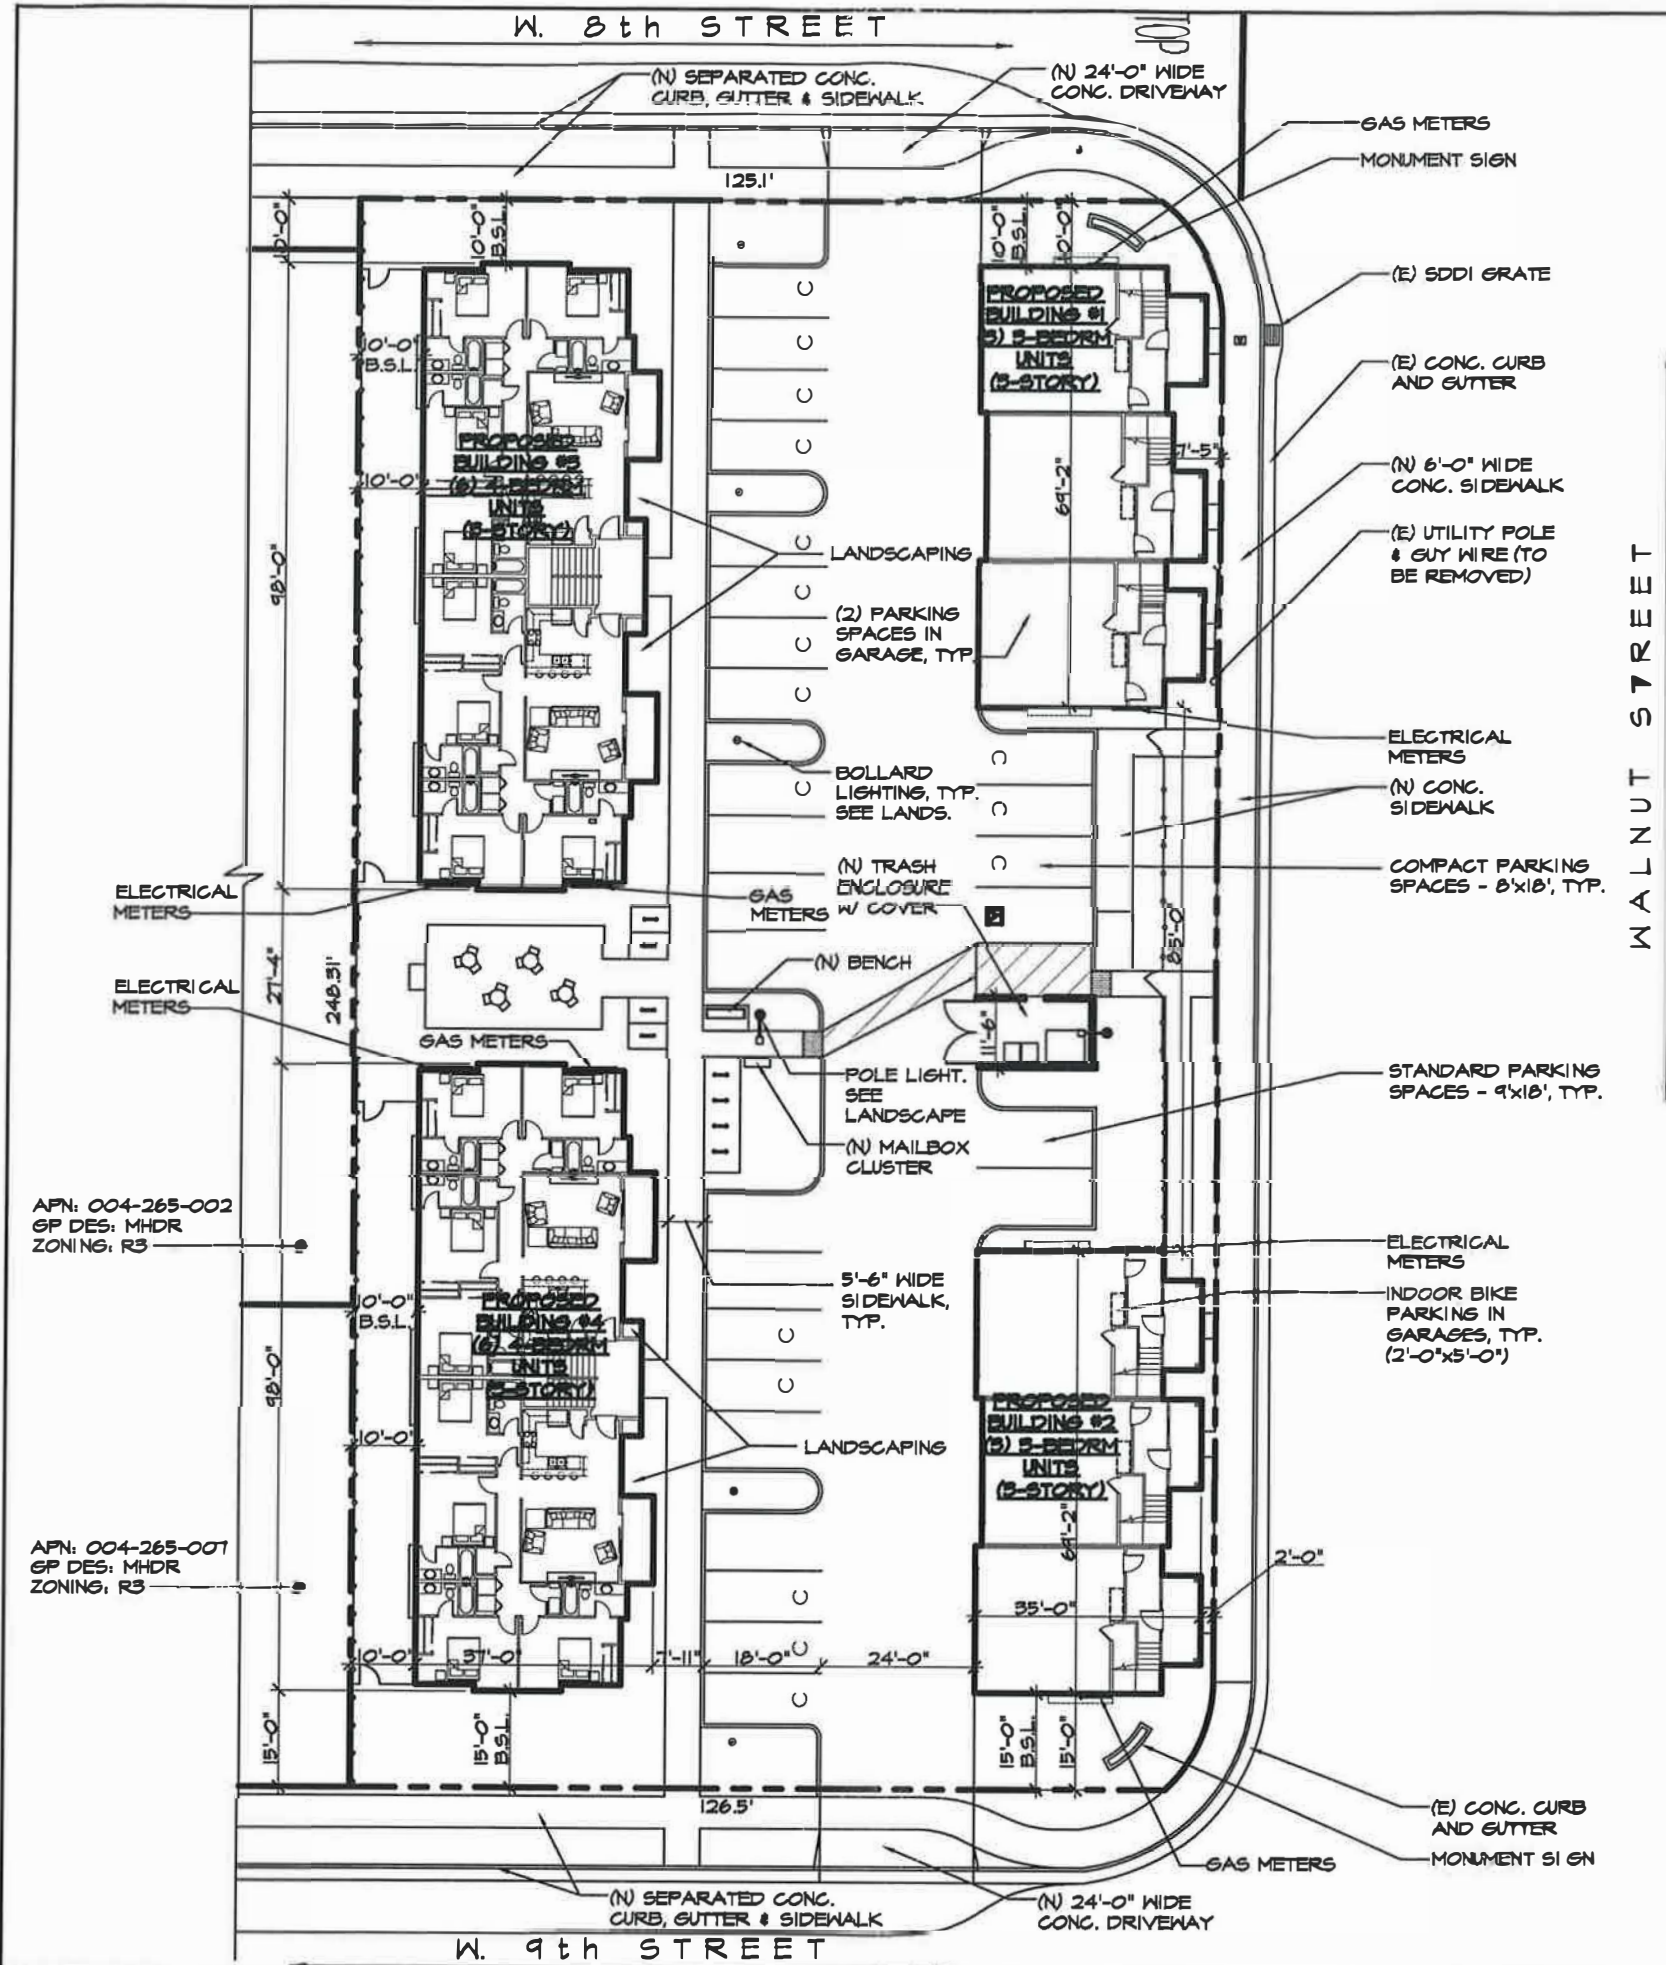 W. 8th STREET
(N) SEPARATED CONC.
CURB, GUTTER & SIDEWALK
(N) 24'-0" WIDE
CONC. DRIVEWAY
GAS METERS
MONUMENT SIGN
125.1'
10'-0"
10'-0"
B.S.L.
10'-0"
B.S.L.
10'-0"
(E) SDDI GRATE
PROPOSED
BUILDING #1
UNITS
10'-0"
B.S.L.
(E) CONC. CURB
AND GUTTER
PROPOSED
UNITS
10'-0"
7'-5"
69'-2"
(N) 6'-0" WIDE
CONC. SIDEWALK
(E) UTILITY POLE
& GUY WIRE (TO
BE REMOVED)
LANDSCAPING
98'-0"
(2) PARKING
SPACES IN
GARAGE, TYP.
WALNUT STREET
ELECTRICAL
METERS
BOLLARD
LIGHTING, TYP.
SEE LANDS.
(N) CONC.
SIDEWALK
(N) TRASH
ENCLOSURE
W/ COVER
COMPACT PARKING
SPACES - 8'x18', TYP.
ELECTRICAL
METERS
GAS
METERS
85'-0"
(N) BENCH
27'-4"
248.31'
ELECTRICAL
METERS
GAS METERS
11'-6"
POLE LIGHT.
SEE
LANDSCAPE
STANDARD PARKING
SPACES - 9'x18', TYP.
(N) MAILBOX
CLUSTER
APN: 004-265-002
GP DES: MHDR
ZONING: R3
ELECTRICAL
METERS
5'-6" WIDE
SIDEWALK,
TYP.
INDOOR BIKE
PARKING IN
GARAGES, TYP.
(2'-0"x5'-0")
10'-0"
B.S.L.
PROPOSED
BUILDING #4
UNITS
98'-0"
PROPOSED
BUILDING #2
UNITS
10'-0"
LANDSCAPING
69'-2"
APN: 004-265-007
GP DES: MHDR
ZONING: R3
2'-0"
35'-0"
10'-0"
37'-0"
7'-11"
18'-0"
24'-0"
15'-0"
15'-0"
B.S.L.
15'-0"
B.S.L.
15'-0"
126.5'
(E) CONC. CURB
AND GUTTER
MONUMENT SIGN
GAS METERS
(N) SEPARATED CONC.
CURB, GUTTER & SIDEWALK
(N) 24'-0" WIDE
CONC. DRIVEWAY
W. 9th STREET